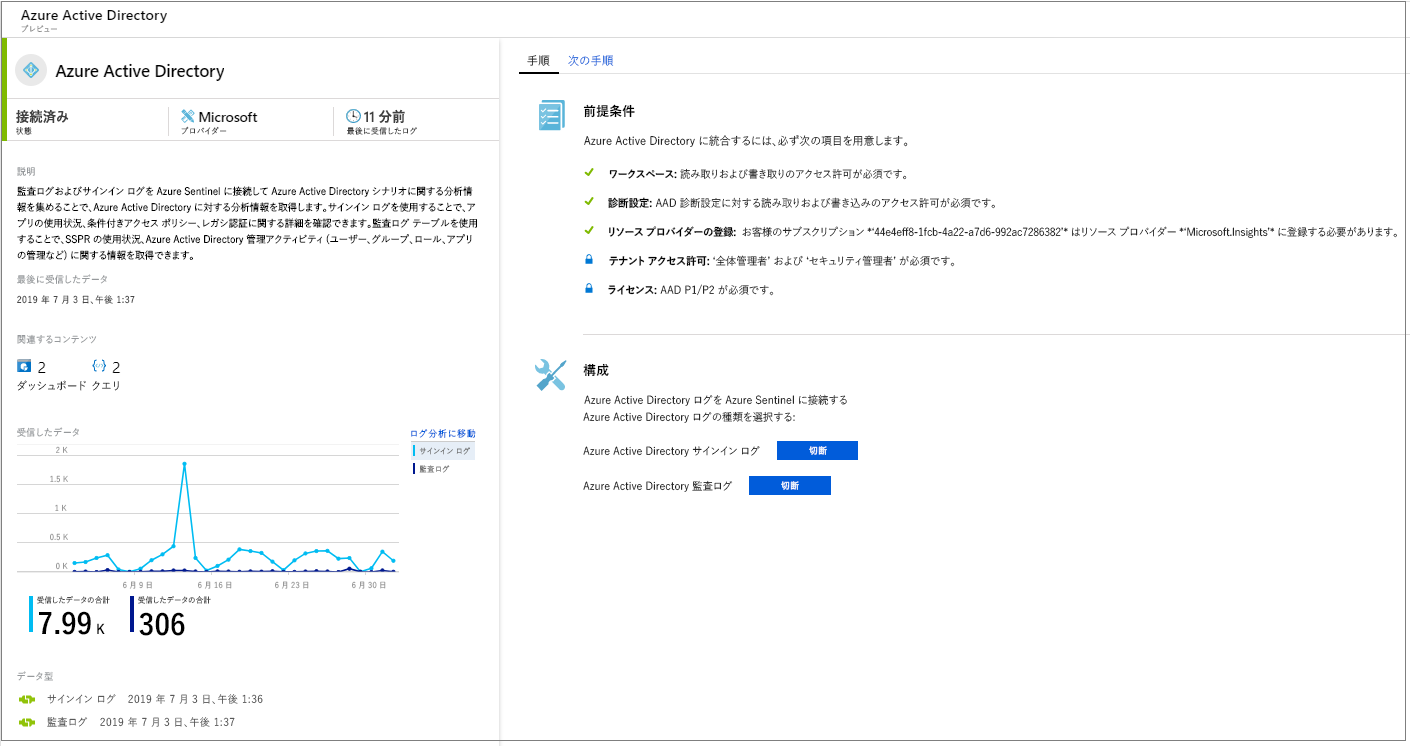 Azure Active Directory
プレビュー
Azure Active Directory
接続済み
状態
Microsoft
プロバイダー
11 分前
最後に受信したログ
説明
監査ログおよびサインイン ログを Azure Sentinel に接続して Azure Active Directory シナリオに関する分析情
報を集めることで、Azure Active Directory に対する分析情報を取得します。サインイン ログを使用することで、ア
プリの使用状況、条件付きアクセス ポリシー、レガシ認証に関する詳細を確認できます。監査ログ テーブルを使用
することで、SSPR の使用状況、Azure Active Directory 管理アクティビティ (ユーザー、グループ、ロール、アプリ
の管理など) に関する情報を取得できます。
最後に受信したデータ
2019 年 7 月 3 日、午後 1:37
関連するコンテンツ
2 2
ダッシュボード クエリ
受信したデータ
ログ分析に移動
サインイン ログ
監査ログ
2 K
1.5 K
1 K
0.5 K
0 K
6 月 9 日 6 月 16 日 6 月 23 日 6 月 30 日
受信したデータの合計
7.99 K
受信したデータの合計
306
データ型
サインイン ログ 2019 年 7 月 3 日、午後 1:36
監査ログ 2019 年 7 月 3 日、午後 1:37
手順 次の手順
前提条件
Azure Active Directory に統合するには、必ず次の項目を用意します。
ワークスペース: 読み取りおよび書き取りのアクセス許可が必須です。
診断設定: AAD 診断設定に対する読み取りおよび書き込みのアクセス許可が必須です。
リソース プロバイダーの登録: お客様のサブスクリプション *‘44e4eff8-1fcb-4a22-a7d6-992ac7286382’* はリソース プロバイダー *‘Microsoft.Insights’* に登録する必要があります。
テナント アクセス許可: ‘全体管理者’ および ‘セキュリティ管理者’ が必須です。
ライセンス: AAD P1/P2 が必須です。
構成
Azure Active Directory ログを Azure Sentinel に接続する
Azure Active Directory ログの種類を選択する:
Azure Active Directory サインイン ログ 切断
Azure Active Directory 監査ログ 切断